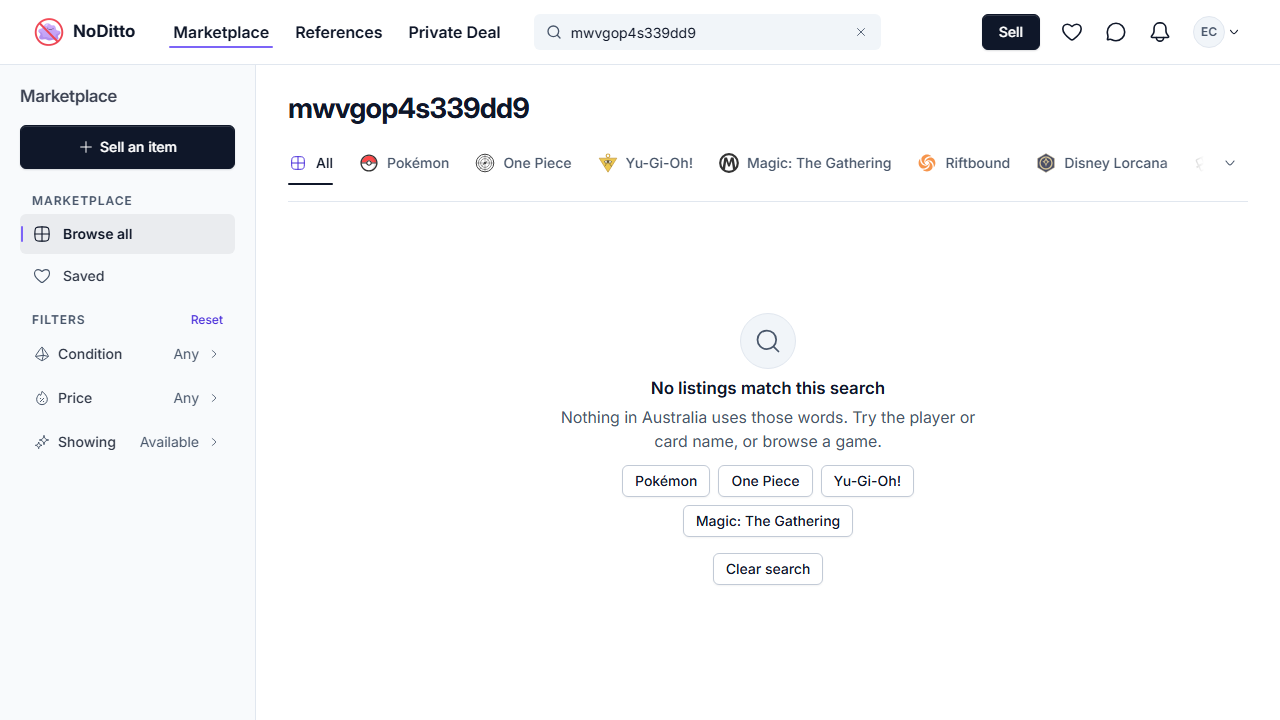 NoDitto
Marketplace
References
Private Deal
mwvgop4s339dd9
Sell
EC
Marketplace
Sell an item
MARKETPLACE
Browse all
Saved
FILTERS
Reset
Condition
Any
Price
Any
Showing
Available
mwvgop4s339dd9
All
Pokémon
One Piece
Yu-Gi-Oh!
Magic: The Gathering
Riftbound
Disney Lorcana
No listings match this search
Nothing in Australia uses those words. Try the player or
card name, or browse a game.
Pokémon
One Piece
Yu-Gi-Oh!
Magic: The Gathering
Clear search